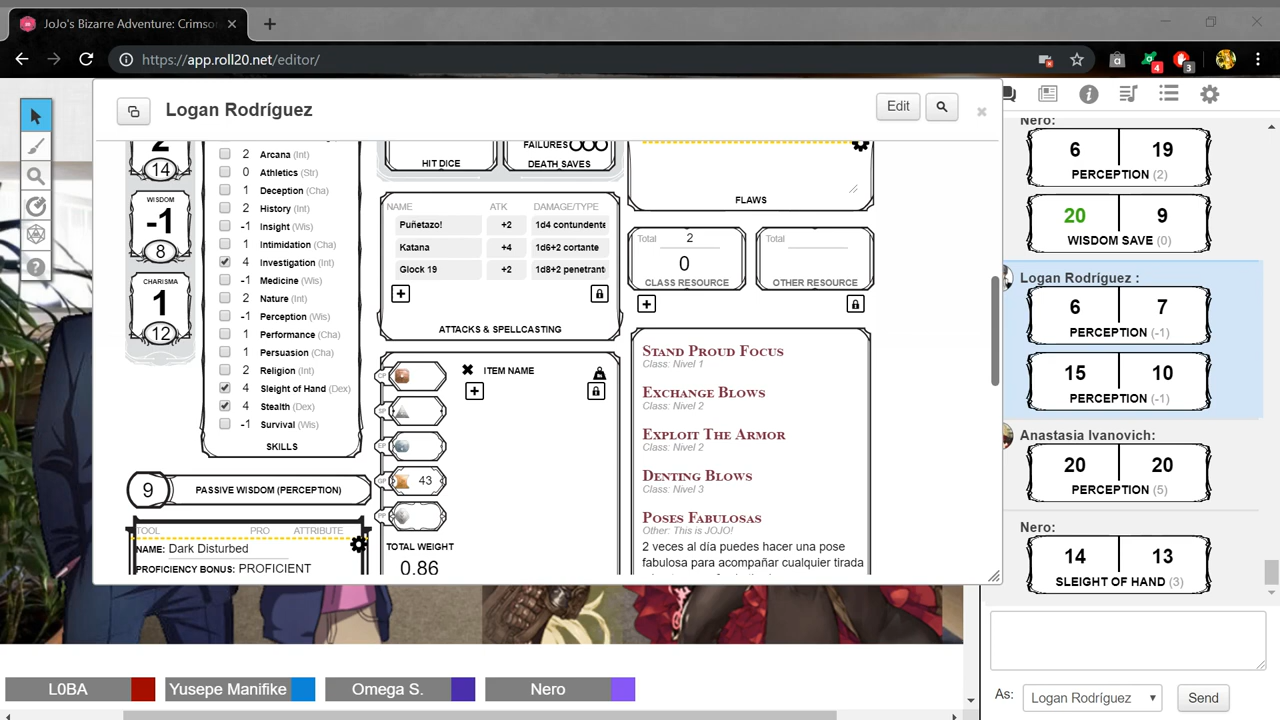 JoJo's Bizarre Adventure: Crimso
https://app.roll20.net/editor/
4
3
Logan Rodríguez
Edit
14
WISDOM
-1
8
CHARISMA
1
12
2 Arcana (Int)
0 Athletics (Str)
1 Deception (Cha)
2 History (Int)
-1 Insight (Wis)
1 Intimidation (Cha)
4 Investigation (Int)
-1 Medicine (Wis)
2 Nature (Int)
-1 Perception (Wis)
1 Performance (Cha)
1 Persuasion (Cha)
2 Religion (Int)
4 Sleight of Hand (Dex)
4 Stealth (Dex)
-1 Survival (Wis)
SKILLS
9 PASSIVE WISDOM (PERCEPTION)
TOOL PRO ATTRIBUTE
NAME: Dark Disturbed
PROFICIENCY BONUS: PROFICIENT
HIT DICE
FAILURES
DEATH SAVES
NAME ATK DAMAGE/TYPE
Puñetazo! +2 1d4 contundente
Katana +4 1d6+2 cortante
Glock 19 +2 1d8+2 penetrant
ATTACKS & SPELLCASTING
CP
SP
EP
GP 43
PP
ITEM NAME
TOTAL WEIGHT
0.86
FLAWS
Total 2
0
CLASS RESOURCE
Total
OTHER RESOURCE
Stand Proud Focus
Class: Nivel 1
Exchange Blows
Class: Nivel 2
Exploit The Armor
Class: Nivel 2
Denting Blows
Class: Nivel 3
Poses Fabulosas
Other: This is JOJO!
2 veces al día puedes hacer una pose
fabulosa para acompañar cualquier tirada
Nero:
6 19
PERCEPTION (2)
20 9
WISDOM SAVE (0)
Logan Rodríguez :
6 7
PERCEPTION (-1)
15 10
PERCEPTION (-1)
Anastasia Ivanovich:
20 20
PERCEPTION (5)
Nero:
14 13
SLEIGHT OF HAND (3)
As: Logan Rodríguez
Send
L0BA
Yusepe Manifike
Omega S.
Nero